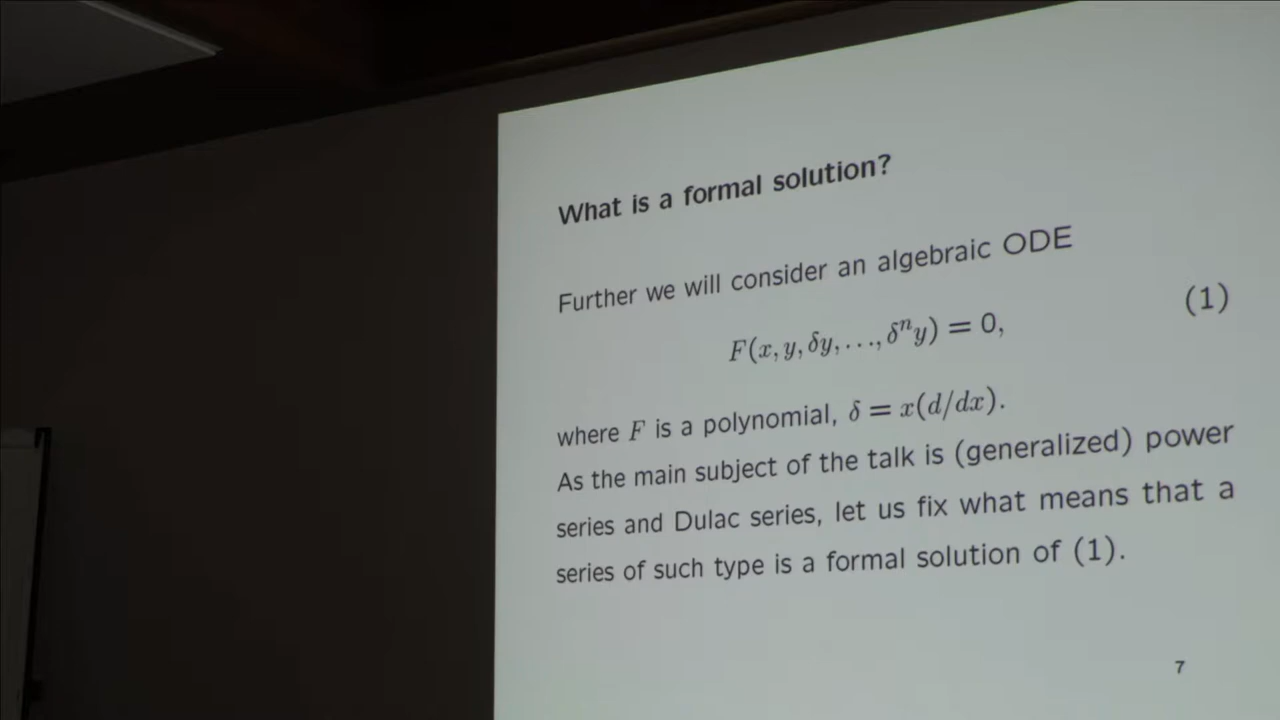 What is a formal solution?
Further we will consider an algebraic ODE
F(x, y, δy, . . . , δⁿy) = 0, (1)
where F is a polynomial, δ = x(d/dx).
As the main subject of the talk is (generalized) power
series and Dulac series, let us fix what means that a
series of such type is a formal solution of (1).
7